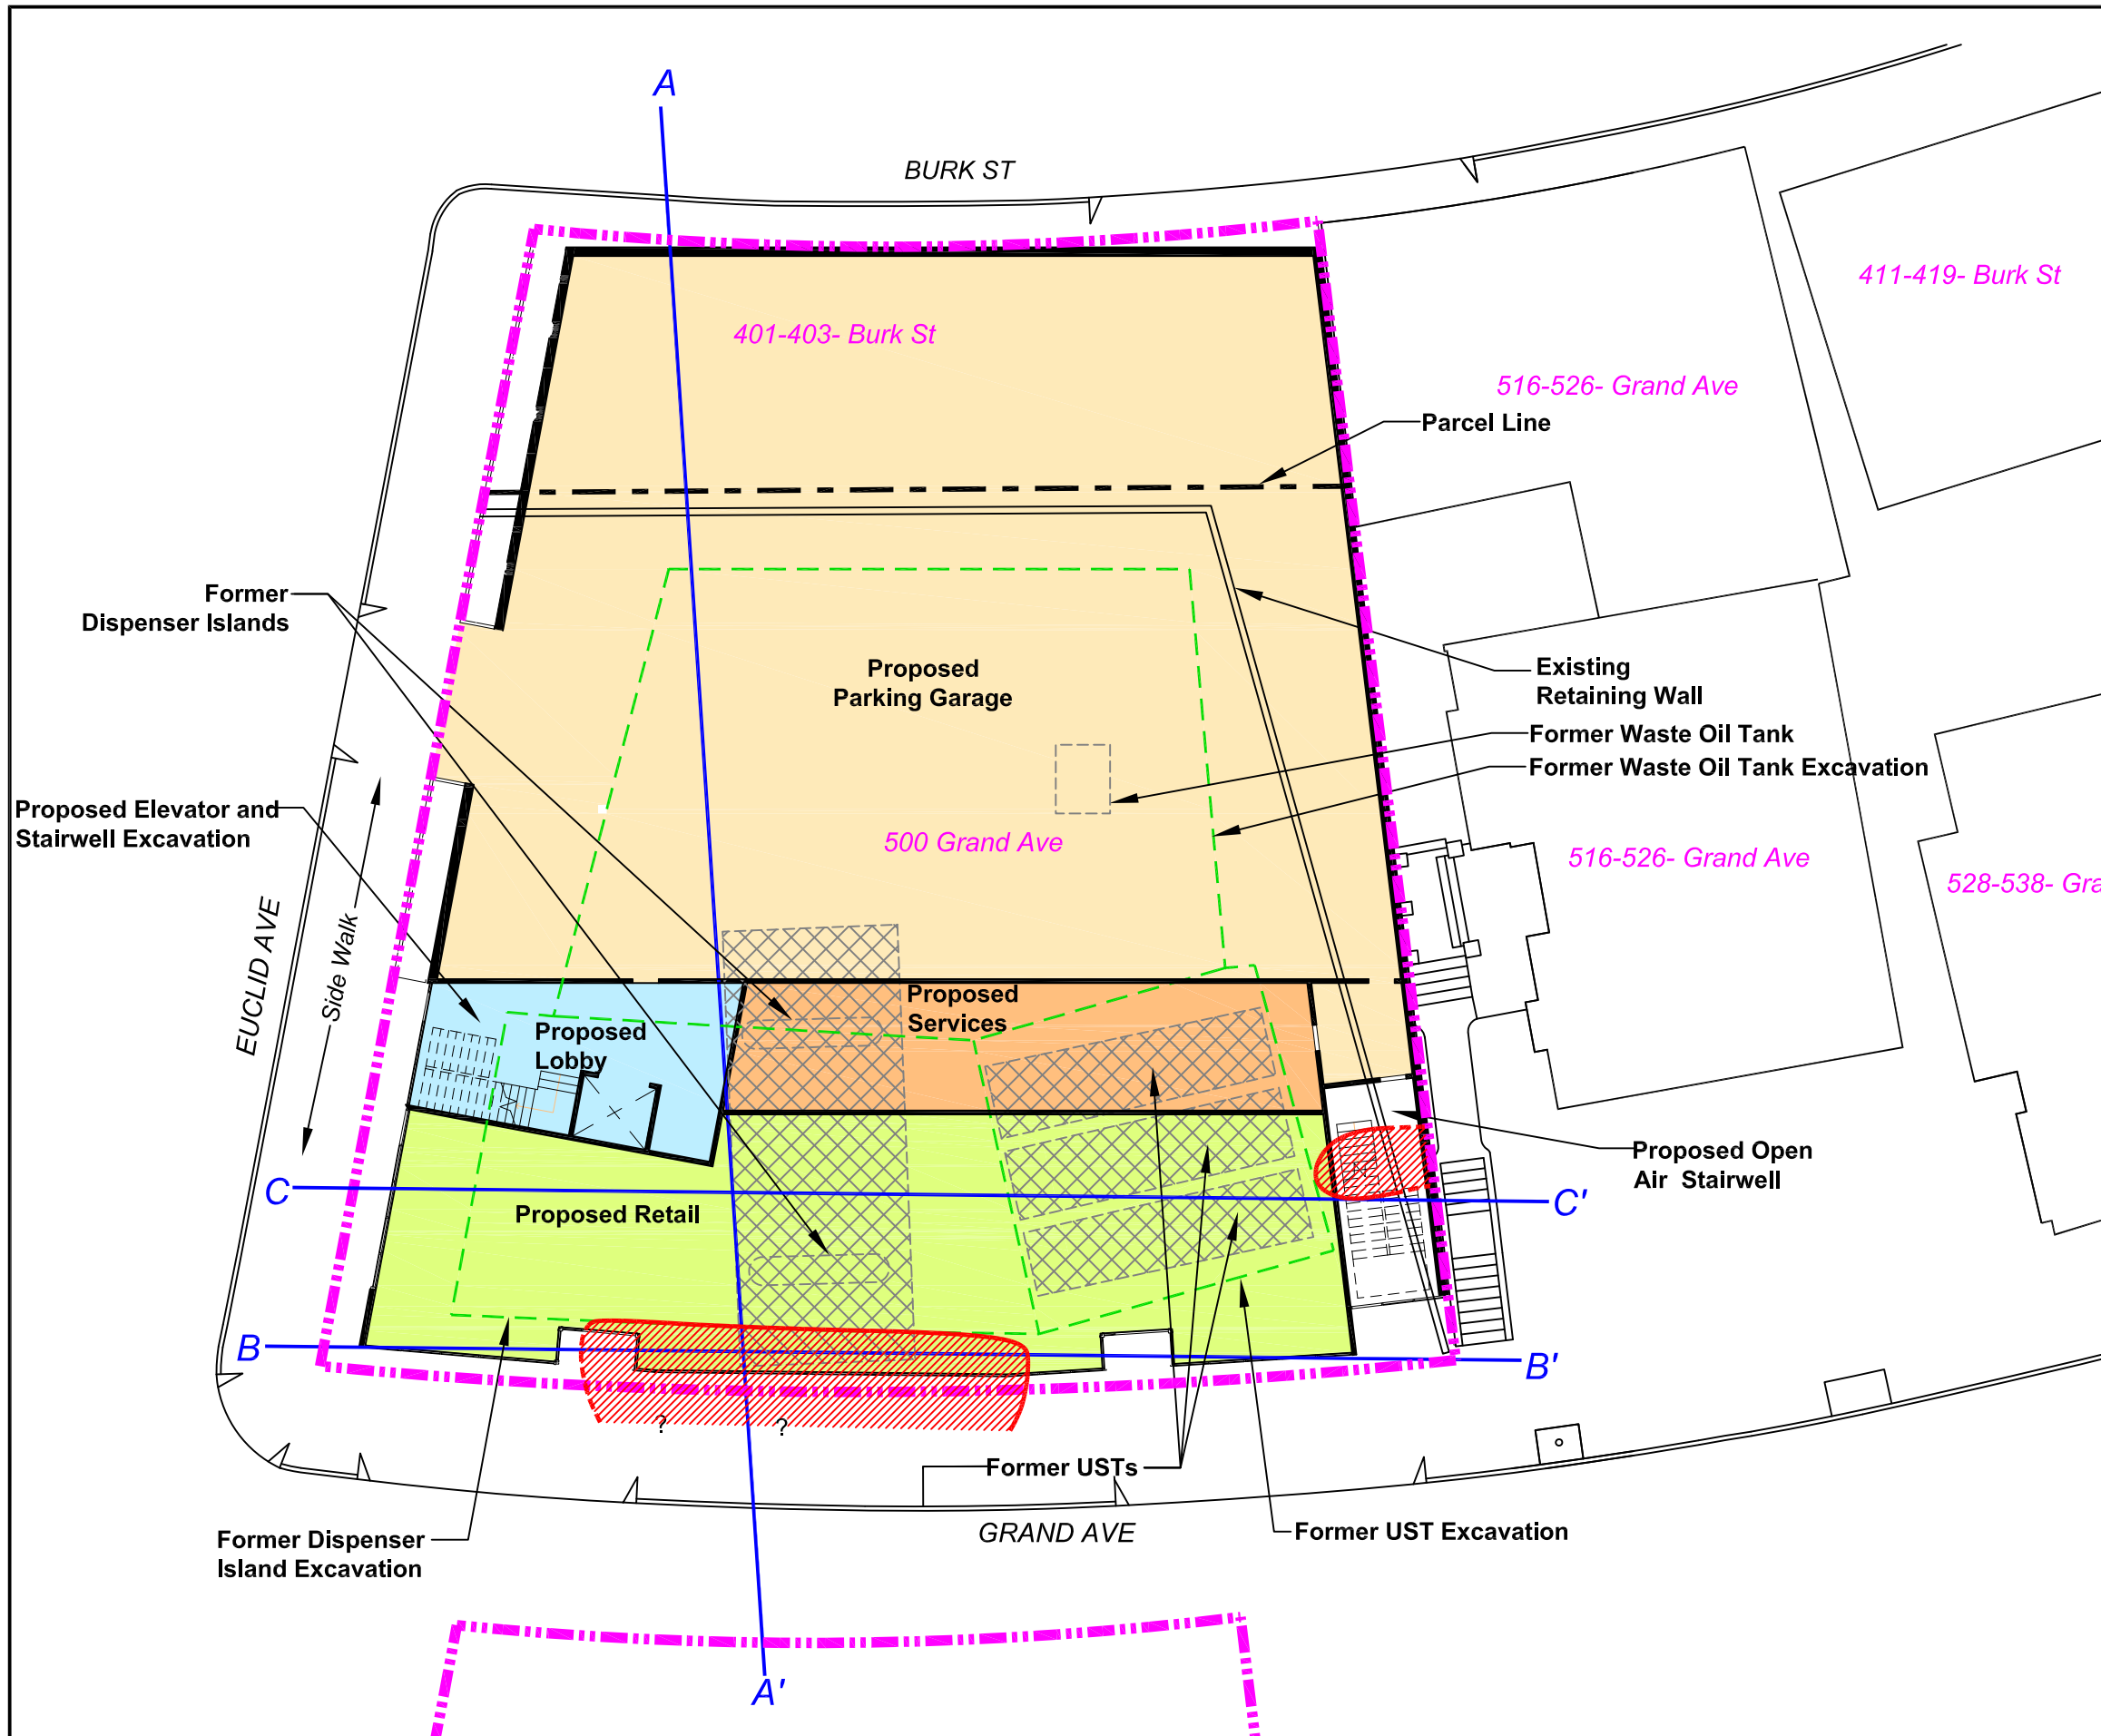 A
BURK ST
411-419- Burk St
401-403- Burk St
516-526- Grand Ave
Parcel Line
Former
Dispenser Islands
Proposed
Parking Garage
Existing
Retaining Wall
Former Waste Oil Tank
Former Waste Oil Tank Excavation
Proposed Elevator and
Stairwell Excavation
500 Grand Ave
516-526- Grand Ave
528-538- Gra
EUCLID AVE
Side Walk
Proposed
Services
Proposed
Lobby
Proposed Open
Air Stairwell
C
C'
Proposed Retail
B
B'
? ?
Former USTs
GRAND AVE
Former UST Excavation
Former Dispenser
Island Excavation
A'